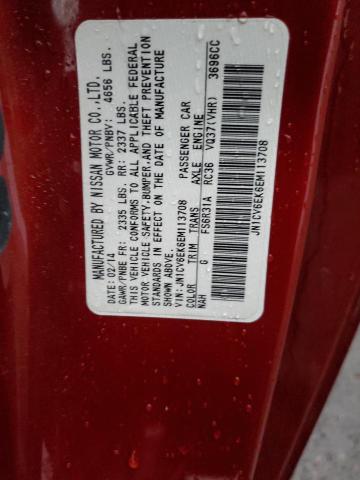 MANUFACTURED BY NISSAN MOTOR CO.,LTD.
DATE: 02/14 GVWR/PNBV: 4656 LBS.
GAWR/PNBE FR: 2335 LBS. RR: 2337 LBS.
THIS VEHICLE CONFORMS TO ALL APPLICABLE FEDERAL
MOTOR VEHICLE SAFETY,BUMPER,AND THEFT PREVENTION
STANDARDS IN EFFECT ON THE DATE OF MANUFACTURE
SHOWN ABOVE.
VIN: JN1CV6EK6EM113708 PASSENGER CAR
COLOR TRIM TRANS AXLE ENGINE
NAH G FS6R31A RC36 VQ37(VHR) 3696CC
JN1CV6EK6EM113708